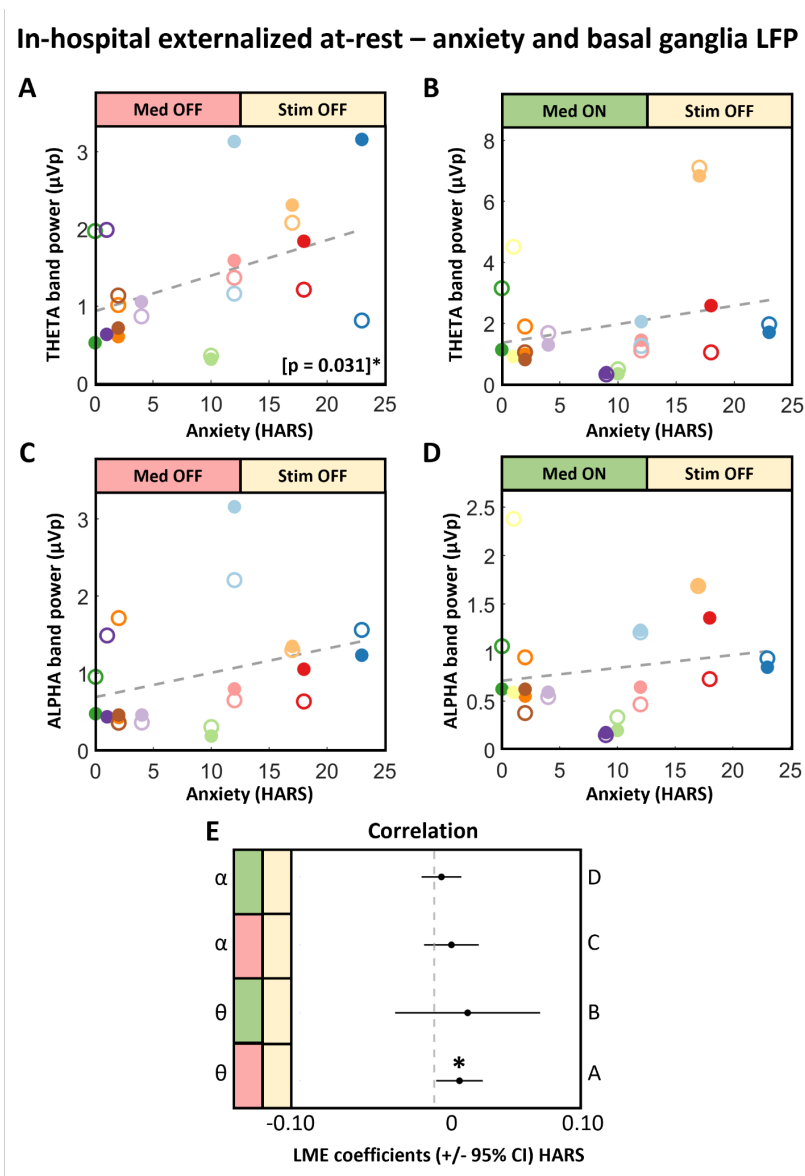 In-hospital externalized at-rest – anxiety and basal ganglia LFP
A
Med OFF Stim OFF
THETA band power (µVp)
3
2
1
0
[p = 0.031]*
0 5 10 15 20 25
Anxiety (HARS)
B
Med ON Stim OFF
THETA band power (µVp)
8
6
4
2
0
0 5 10 15 20 25
Anxiety (HARS)
C
Med OFF Stim OFF
ALPHA band power (µVp)
3
2
1
0
0 5 10 15 20 25
Anxiety (HARS)
D
Med ON Stim OFF
ALPHA band power (µVp)
2.5
2
1.5
1
0.5
0
0 5 10 15 20 25
Anxiety (HARS)
E
Correlation
α D
α C
θ B
*
θ A
-0.10 0 0.10
LME coefficients (+/- 95% CI) HARS